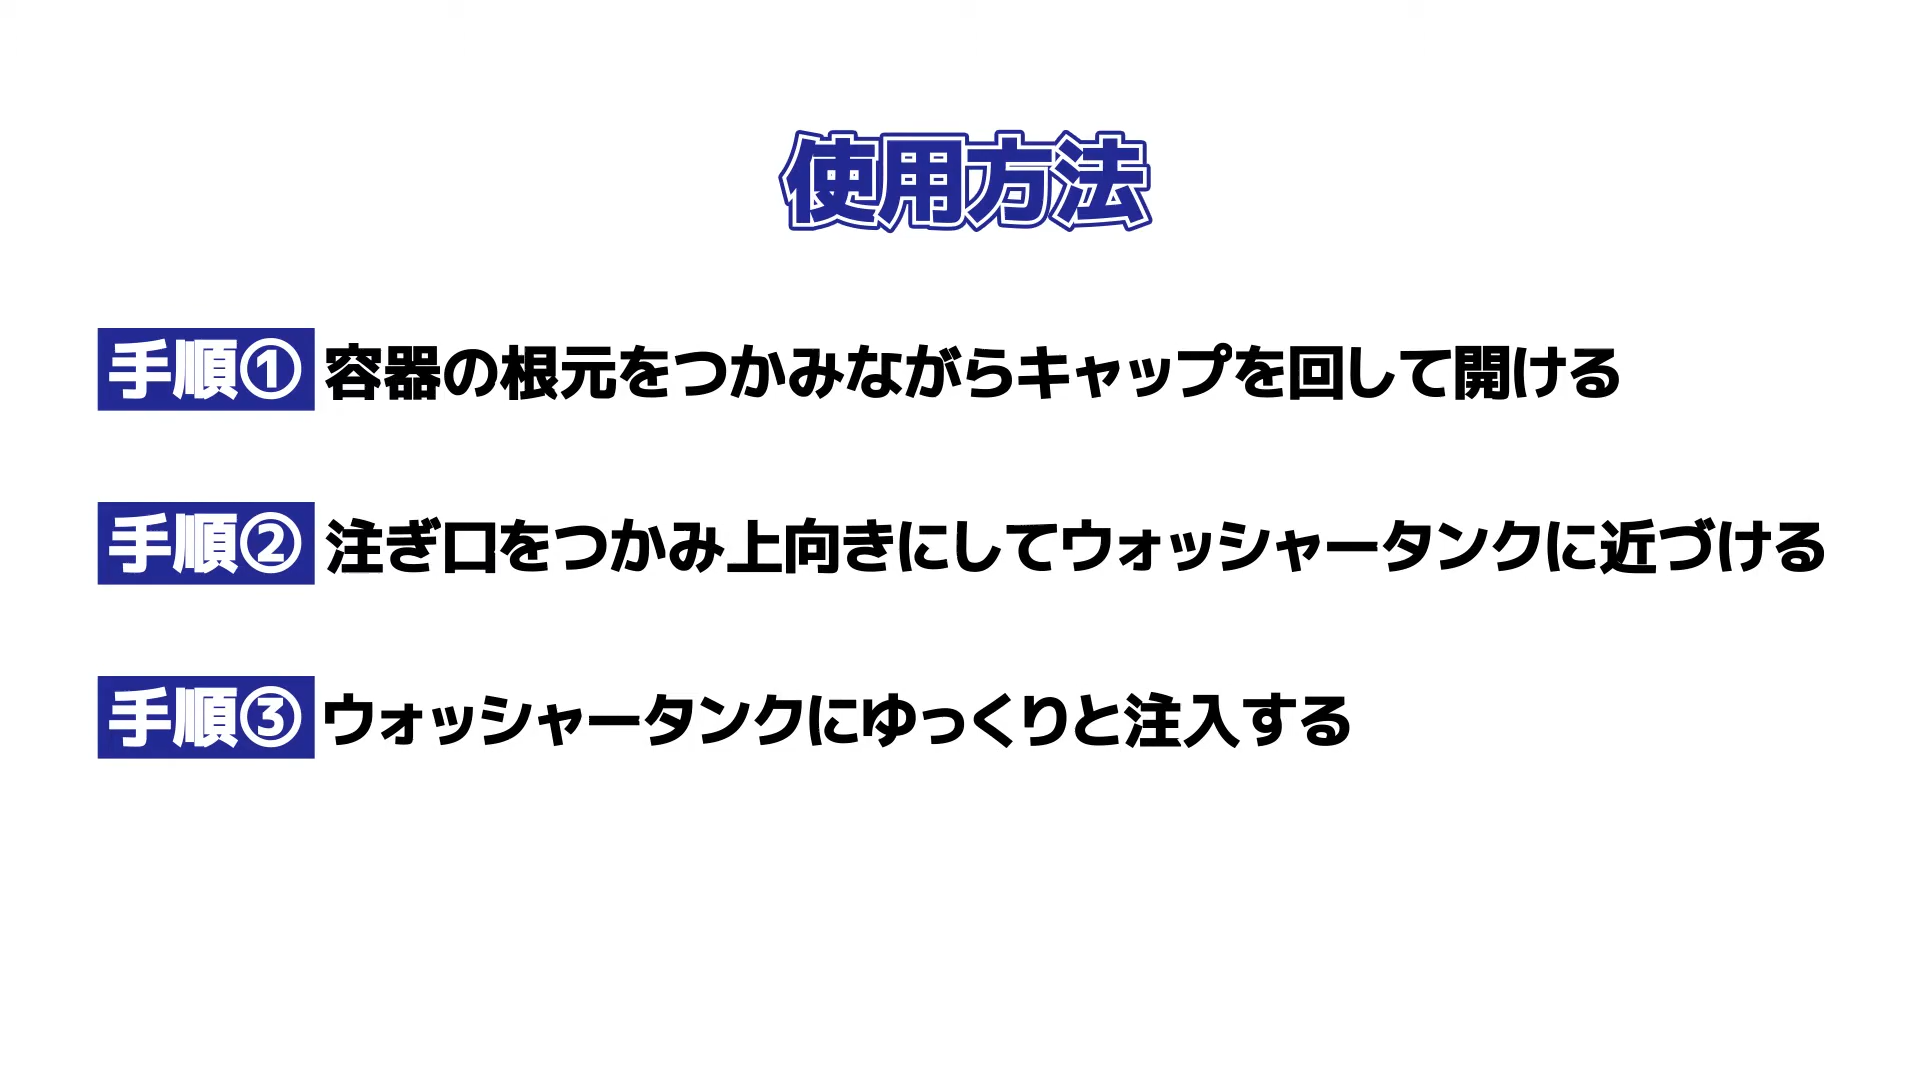 使用方法
手順① 容器の根元をつかみながらキャップを回して開ける
手順② 注ぎ口をつかみ上向きにしてウォッシャータンクに近づける
手順③ ウォッシャータンクにゆっくりと注入する